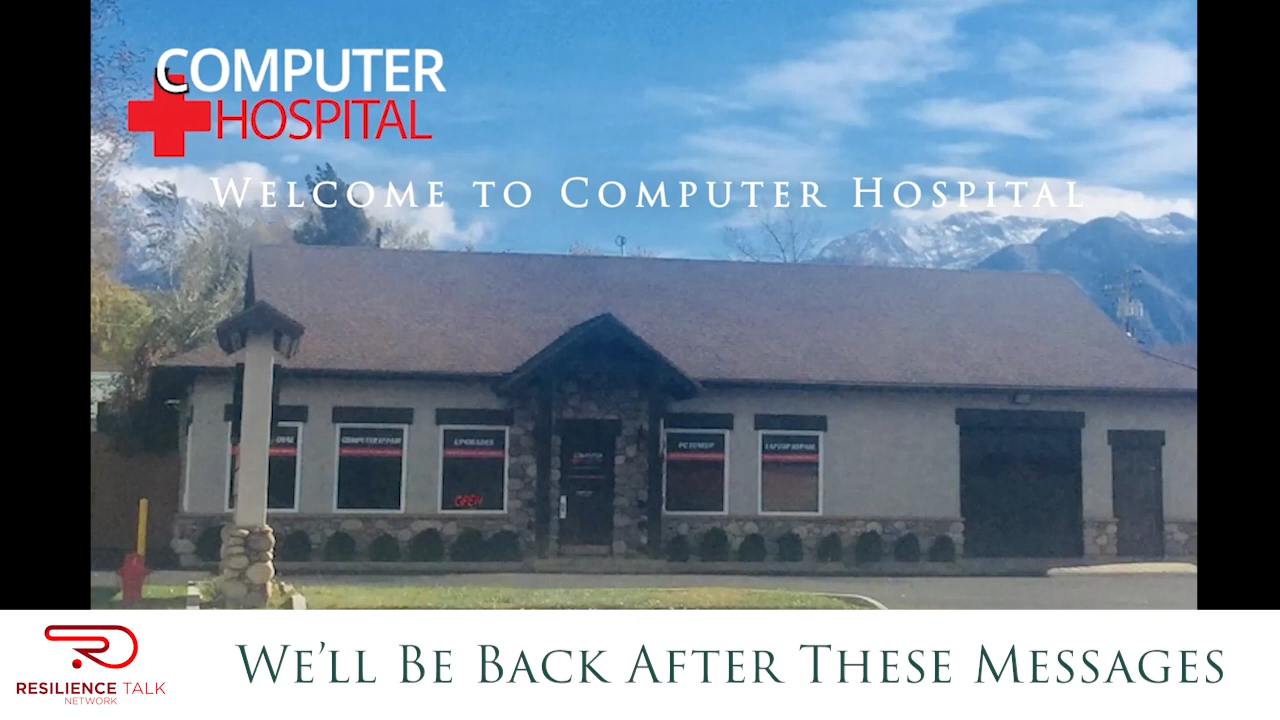 COMPUTER
HOSPITAL
Welcome to Computer Hospital
COMPUTER REPAIR
UPGRADES
PC TUNEUP
LAPTOP REPAIR
COMPUTER
OPEN
RESILIENCE TALK
NETWORK
We'll Be Back After These Messages